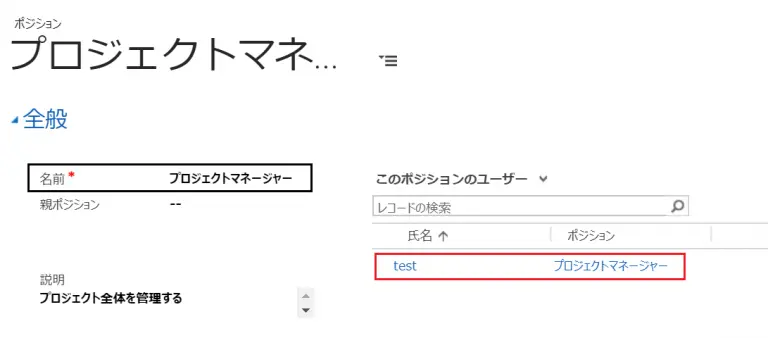 ポジション
プロジェクトマネ...
全般
名前 * プロジェクトマネージャー
親ポジション --
説明
プロジェクト全体を管理する
このポジションのユーザー
レコードの検索
氏名 ↑ ポジション
test プロジェクトマネージャー